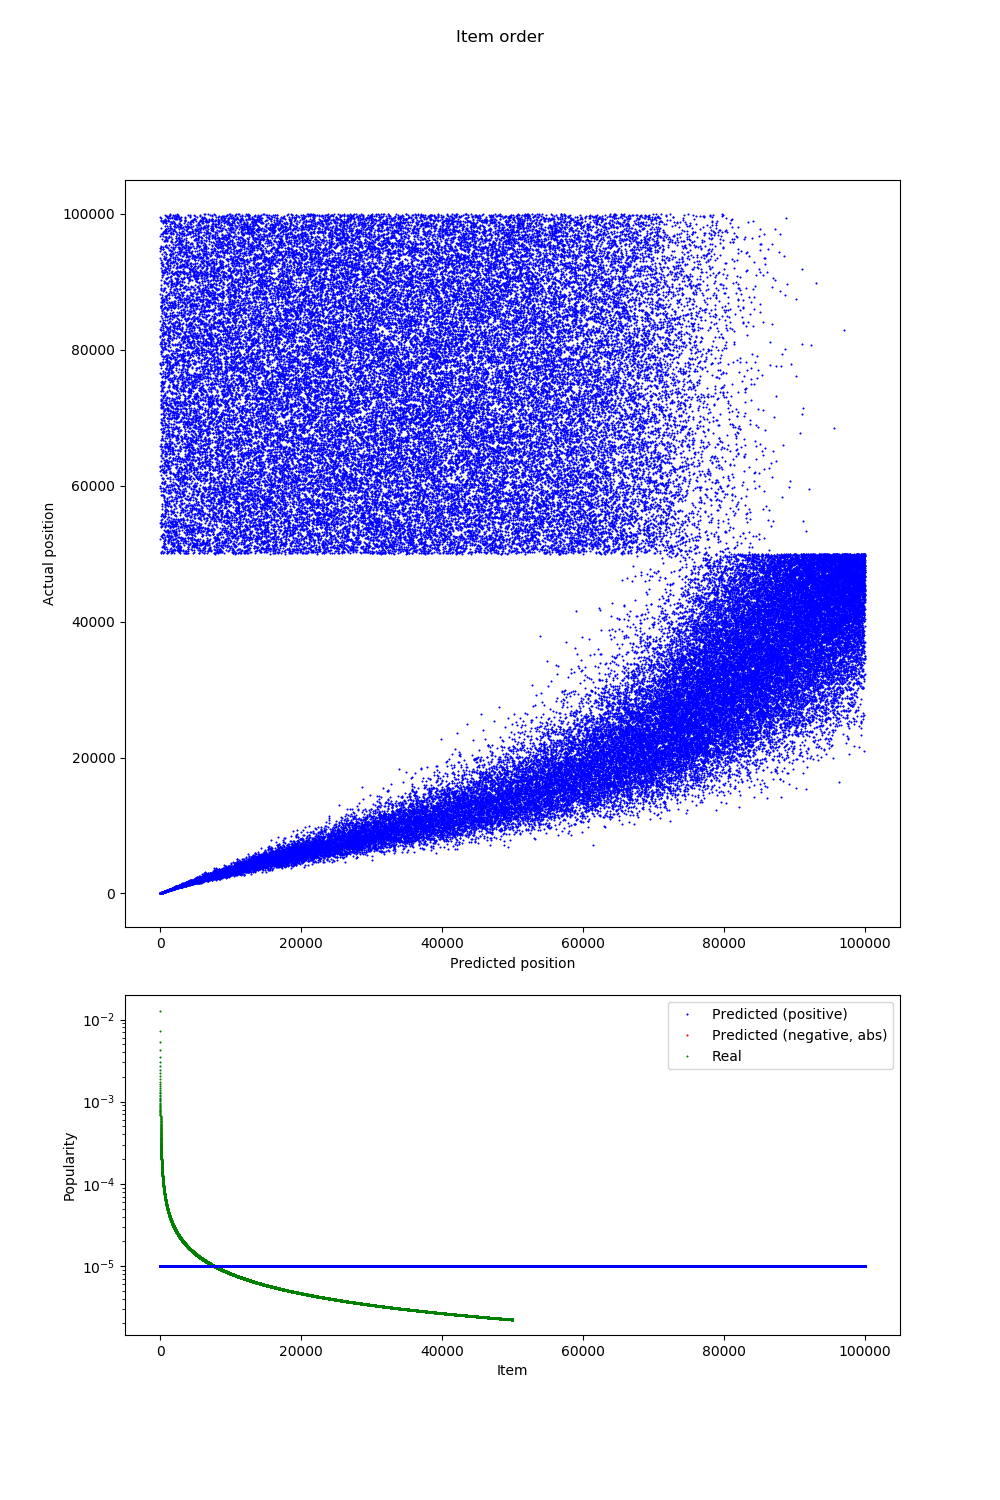 Item order
100000
80000
60000
40000
20000
0
Actual position
0 20000 40000 60000 80000 100000
Predicted position
10⁻²
10⁻³
10⁻⁴
10⁻⁵
Popularity
Predicted (positive)
Predicted (negative, abs)
Real
0 20000 40000 60000 80000 100000
Item